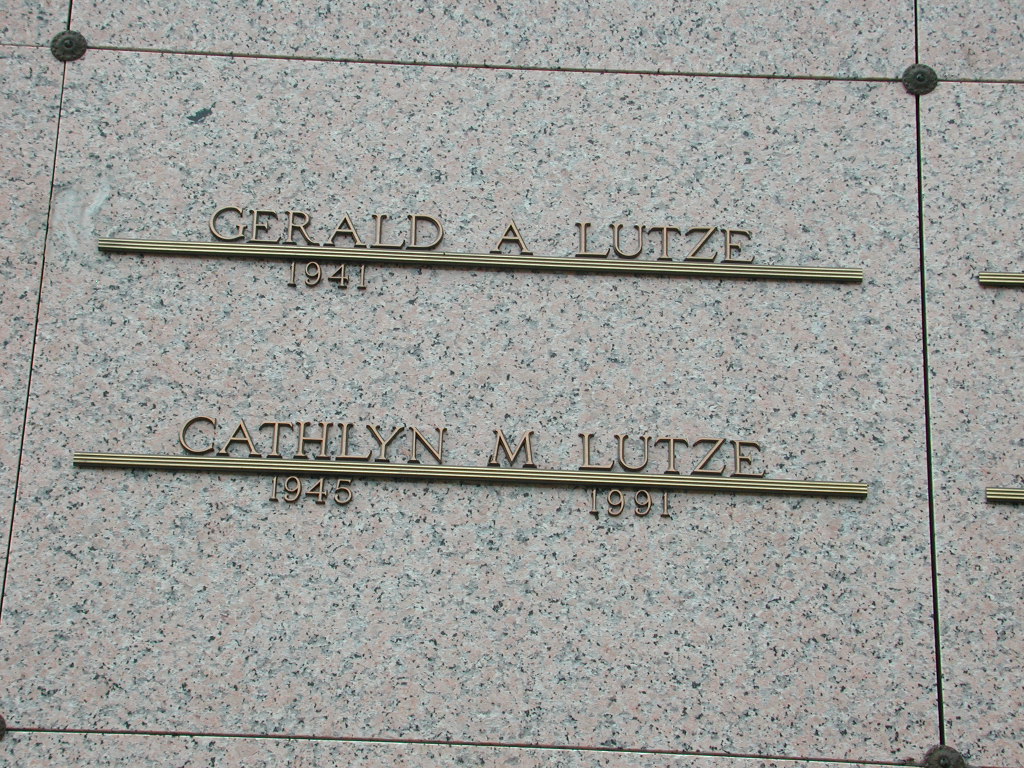 GERALD A LUTZE
1941
CATHLYN M LUTZE
1945 1991